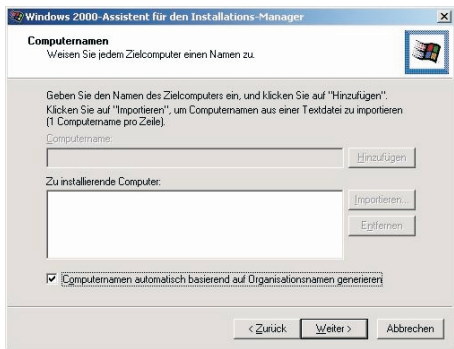 Windows 2000-Assistent für den Installations-Manager
Computernamen
Weisen Sie jedem Zielcomputer einen Namen zu.
Geben Sie den Namen des Zielcomputers ein, und klicken Sie auf "Hinzufügen".
Klicken Sie auf "Importieren", um Computernamen aus einer Textdatei zu importieren
(1 Computername pro Zeile).
Computername:
Hinzufügen
Zu installierende Computer:
Importieren...
Entfernen
Computernamen automatisch basierend auf Organisationsnamen generieren
< Zurück
Weiter >
Abbrechen